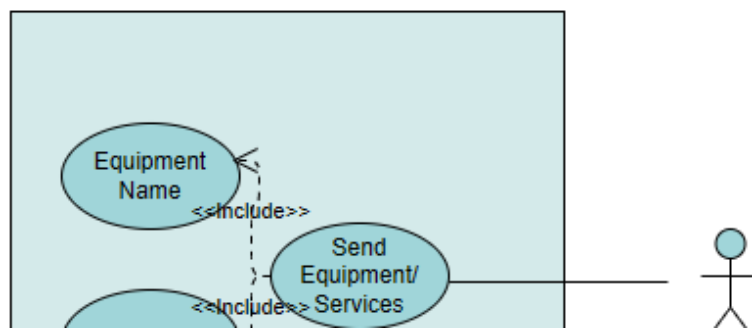 Equipment
Name
<<Include>>
Send
Equipment/
Services
<<Include>>